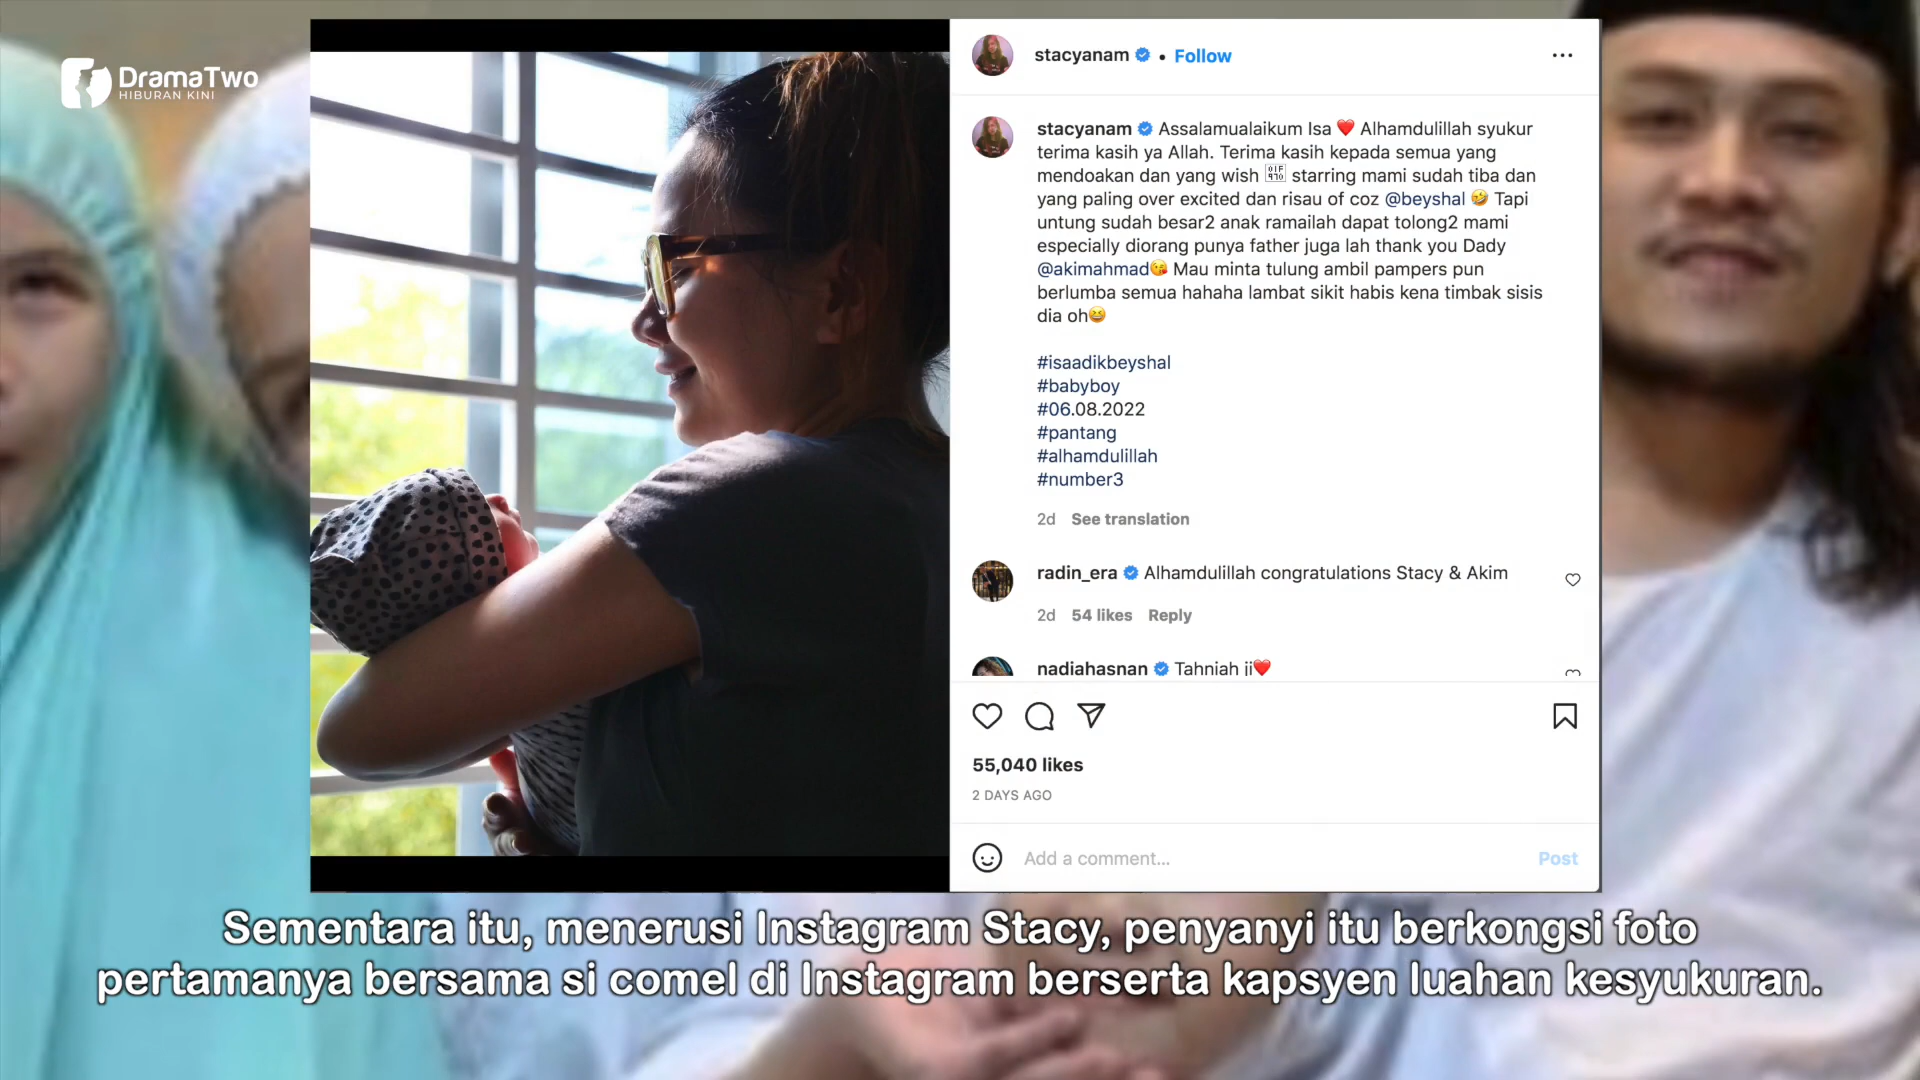 DramaTwo
HIBURAN KINI
stacyanam • Follow
stacyanam Assalamualaikum Isa ❤️ Alhamdulillah syukur
terima kasih ya Allah. Terima kasih kepada semua yang
mendoakan dan yang wish starring mami sudah tiba dan
yang paling over excited dan risau of coz @beyshal 🤣 Tapi
untung sudah besar2 anak ramailah dapat tolong2 mami
especially diorang punya father juga lah thank you Dady
@akimahmad😘 Mau minta tulung ambil pampers pun
berlumba semua hahaha lambat sikit habis kena timbak sisis
dia oh😆
#isaadikbeyshal
#babyboy
#06.08.2022
#pantang
#alhamdulillah
#number3
2d See translation
radin_era Alhamdulillah congratulations Stacy & Akim
2d 54 likes Reply
nadiahasnan Tahniah ii❤️
55,040 likes
2 DAYS AGO
Add a comment... Post
Sementara itu, menerusi Instagram Stacy, penyanyi itu berkongsi foto
pertamanya bersama si comel di Instagram berserta kapsyen luahan kesyukuran.